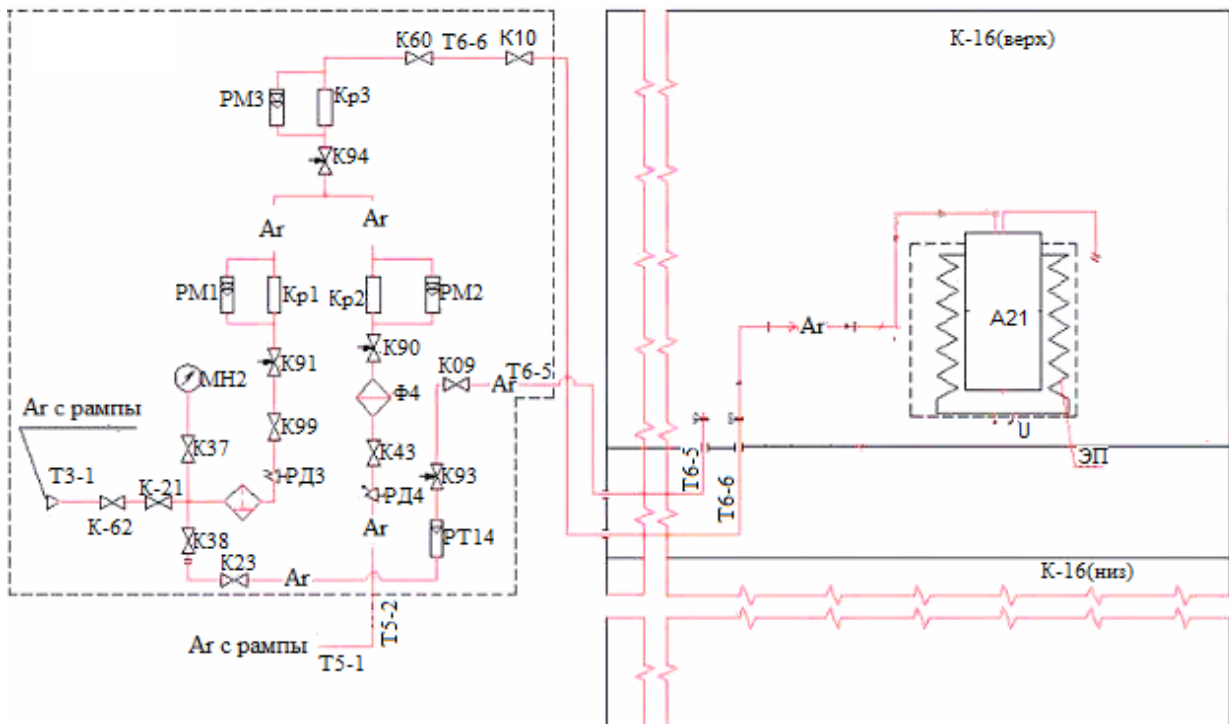 К60
Т6-6
К10
К-16(верх)
РМ3
Кр3
К94
Ar
Ar
РМ1
Кр1
Кр2
РМ2
А21
Ar
К91
К90
К09
Т6-5
Ar
МН2
Ф4
Ar с рампы
К99
К37
К43
U
ЭП
Т3-1
К-21
РД3
К93
Т6-5
Т6-6
К-62
РД4
К38
Ar
РТ14
К23
Ar
К-16(низ)
Т5-2
Ar с рампы
Т5-1